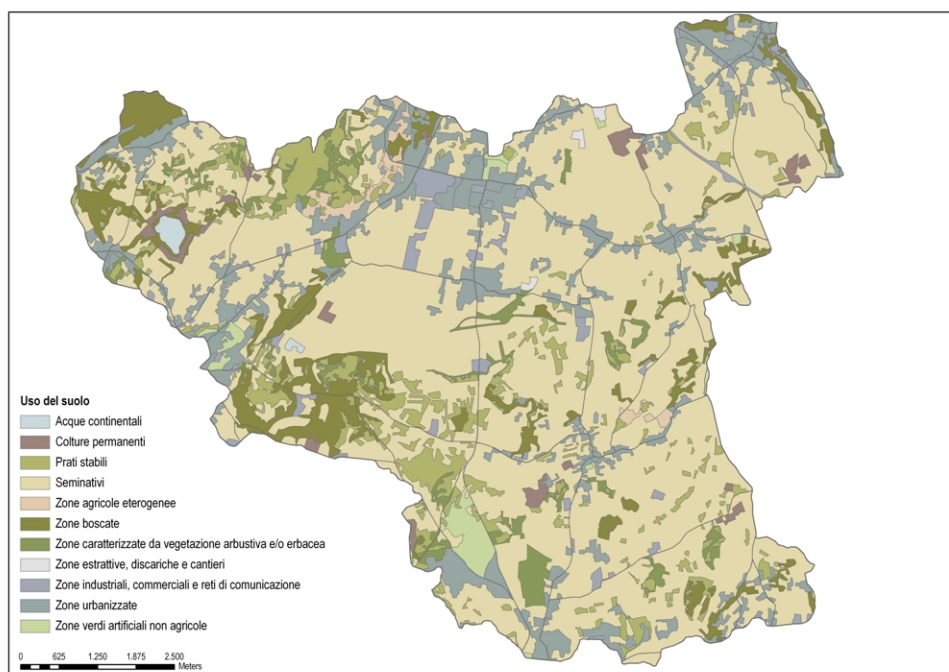 Uso del suolo
Acque continentali
Colture permanenti
Prati stabili
Seminativi
Zone agricole eterogenee
Zone boscate
Zone caratterizzate da vegetazione arbustiva e/o erbacea
Zone estrattive, discariche e cantieri
Zone industriali, commerciali e reti di comunicazione
Zone urbanizzate
Zone verdi artificiali non agricole
0 625 1.250 1.875 2.500
Meters